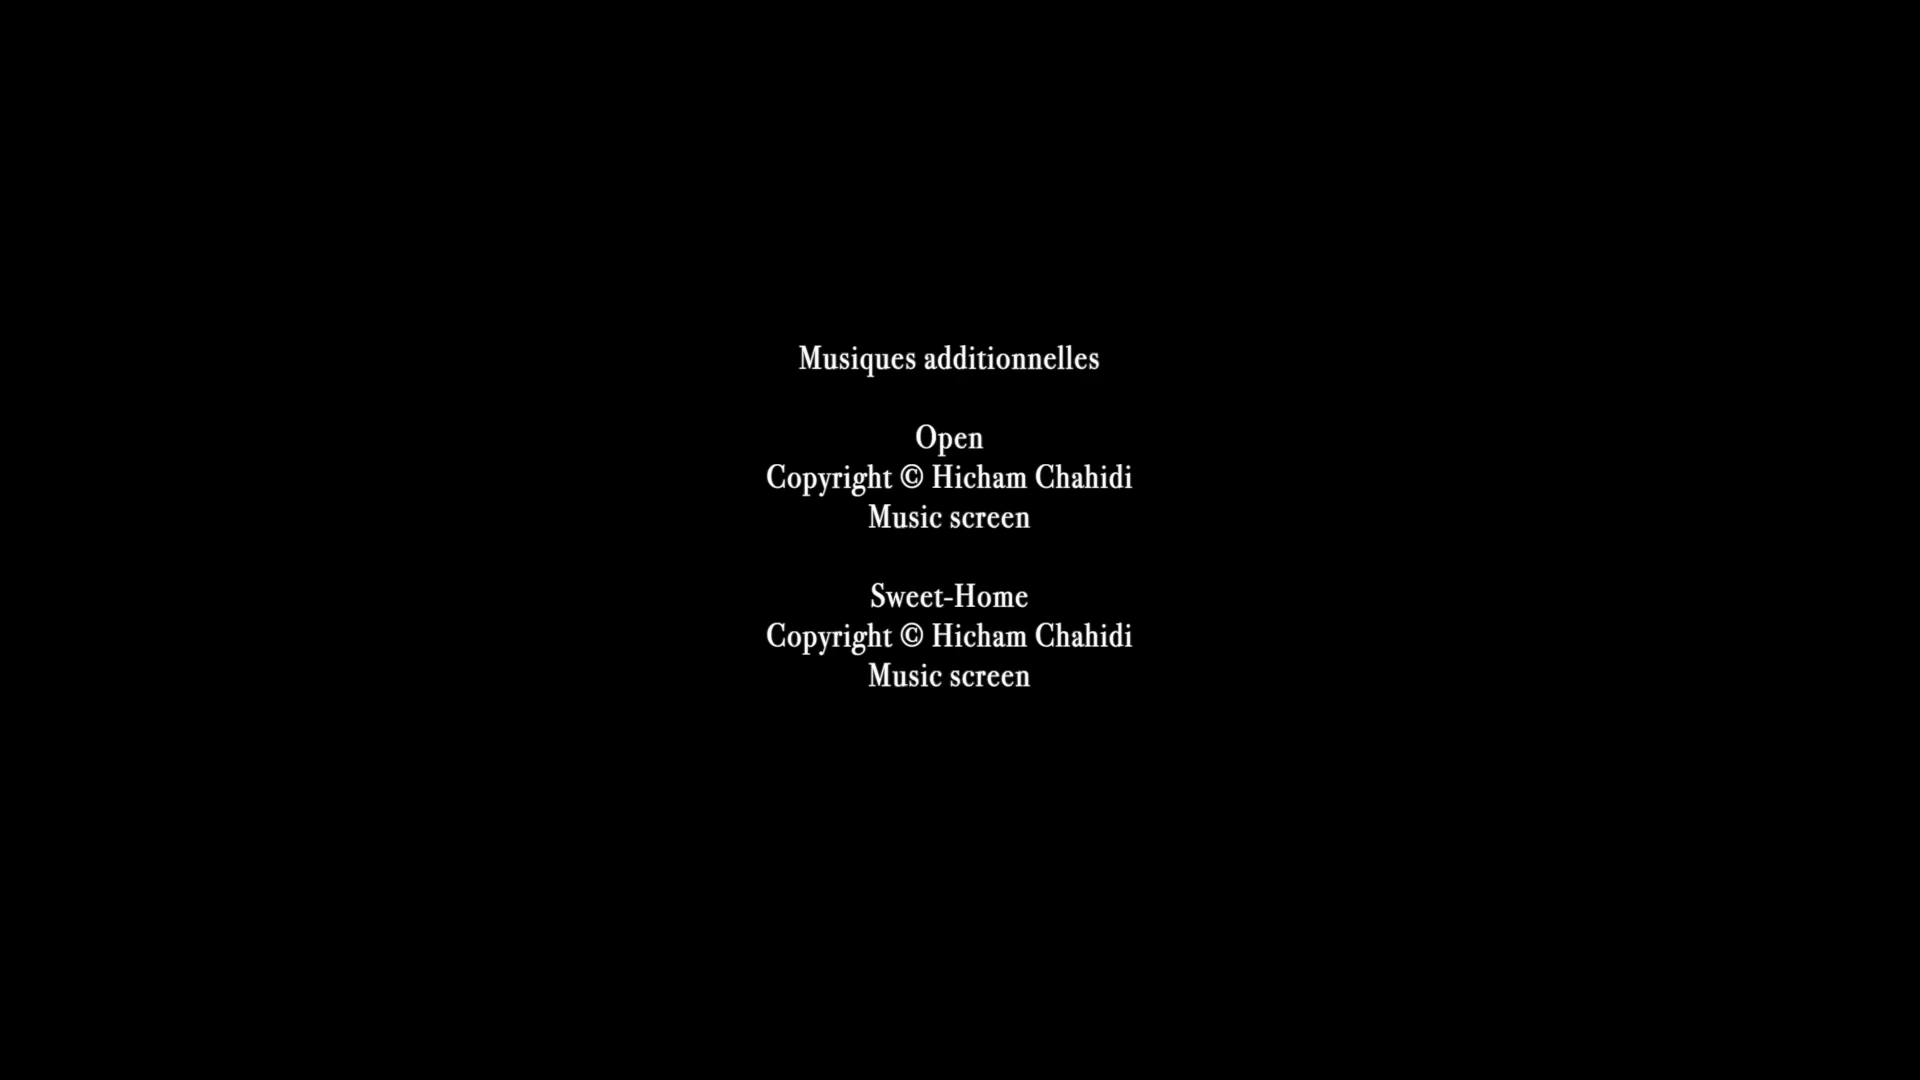 Musiques additionnelles
Open
Copyright © Hicham Chahidi
Music screen
Sweet-Home
Copyright © Hicham Chahidi
Music screen